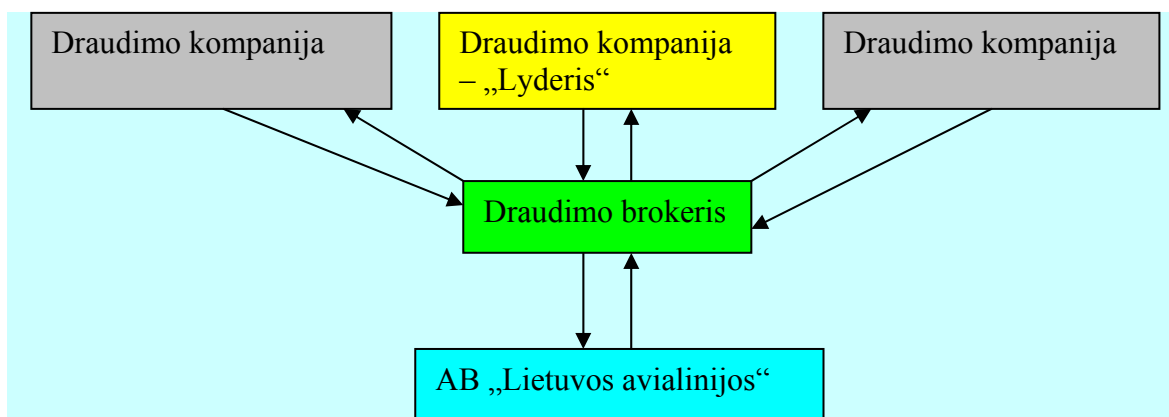 Draudimo kompanija
Draudimo kompanija
– „Lyderis“
Draudimo kompanija
Draudimo brokeris
AB „Lietuvos avialinijos“